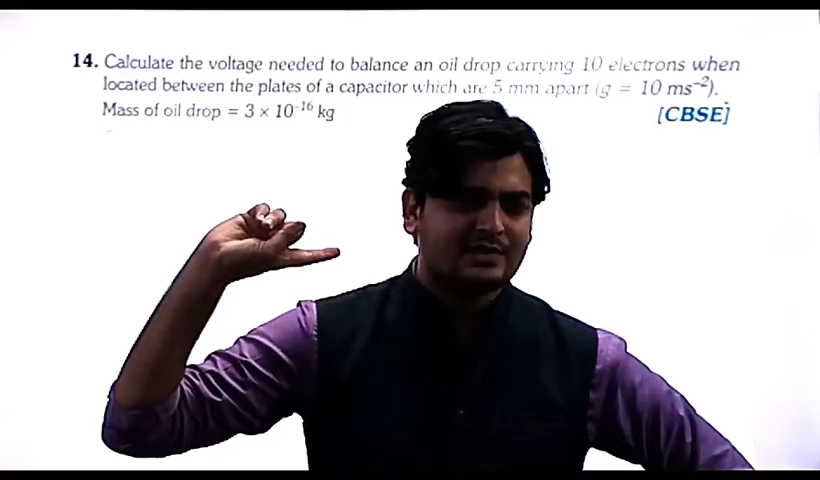 14. Calculate the voltage needed to balance an oil drop carrying 10 electrons when
located between the plates of a capacitor which are 5 mm apart (g = 10 ms⁻²).
Mass of oil drop = 3 × 10⁻¹⁶ kg
[CBSE]